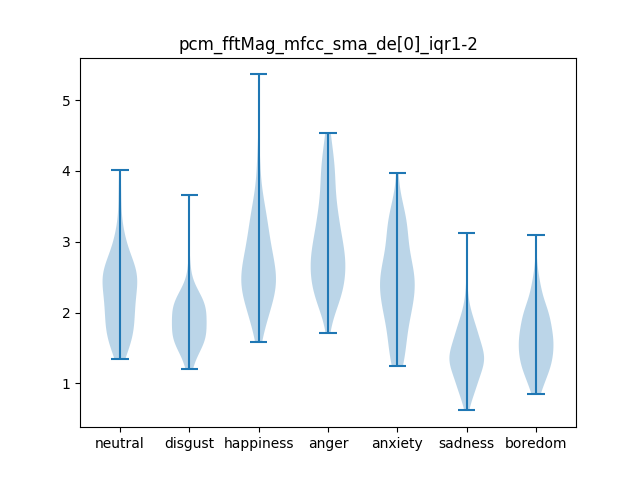 pcm_fftMag_mfcc_sma_de[0]_iqr1-2
5
4
3
2
1
neutral disgust happiness anger anxiety sadness boredom